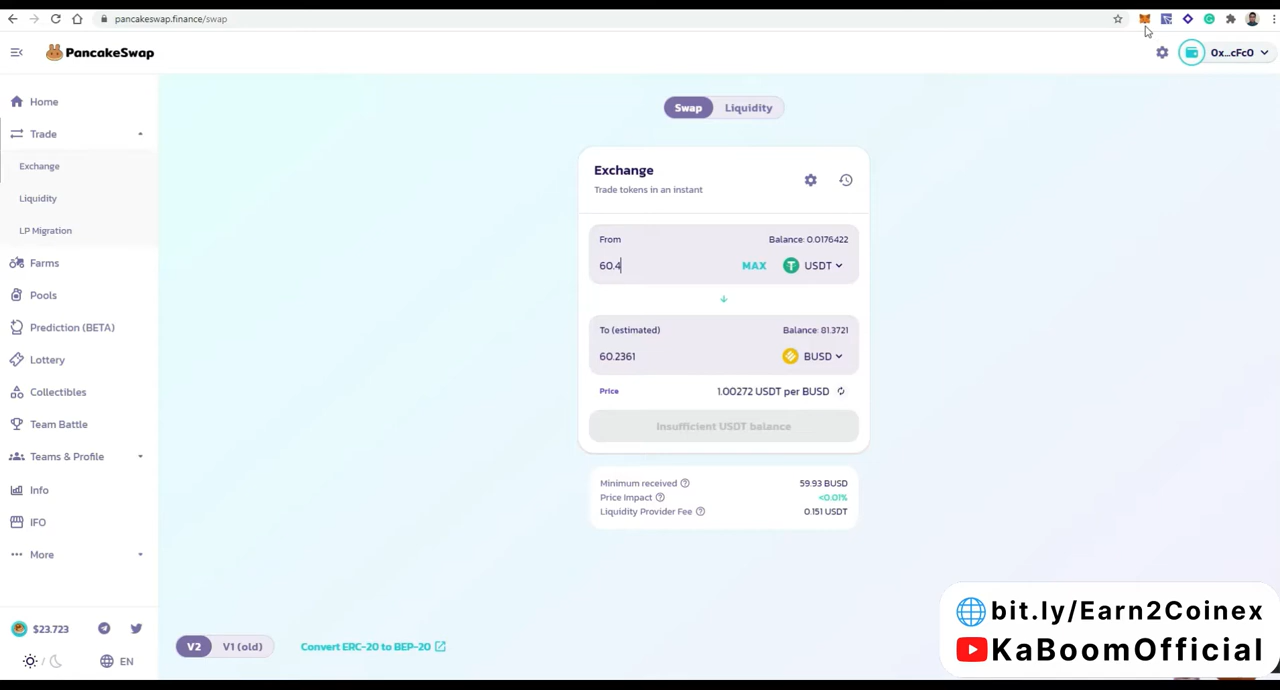 pancakeswap.finance/swap
PancakeSwap
0x...cFc0
Home
Trade
Exchange
Liquidity
LP Migration
Farms
Pools
Prediction (BETA)
Lottery
Collectibles
Team Battle
Teams & Profile
Info
IFO
More
$23.723
EN
Swap Liquidity
Exchange
Trade tokens in an instant
From Balance: 0.0176422
60.4 MAX USDT
To (estimated) Balance: 81.3721
60.2361 BUSD
Price 1.00272 USDT per BUSD
Insufficient USDT balance
Minimum received 59.93 BUSD
Price Impact <0.01%
Liquidity Provider Fee 0.151 USDT
V2 V1 (old) Convert ERC-20 to BEP-20
bit.ly/Earn2Coinex
KaBoomOfficial